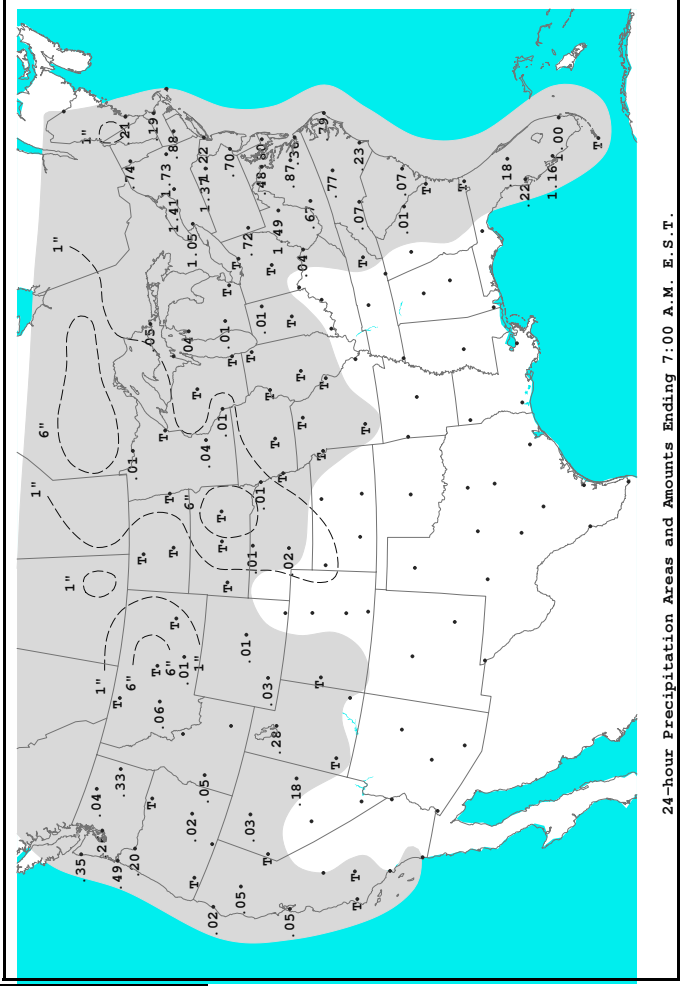 1"
6"
1"
1"
.35
1"
.04
1"
.49
T
.33
.21
6"
.74
.20
.01
T
.05
.19
T
T
.06
T
1.73
T
6"
T
.88
1.41
T
.01
.04
6"
1.05
.02
T
T
1"
.22
1.37
.05
.04
.02
T
T
.01
.01
T
T
.70
T
T
.05
.01
.72
.03
T
.01
.01
.01
.48
.80
T
.03
T
T
T
.28
1.49
T
.02
.05
.87
T
.36
.18
T
T
.04
.67
T
T
.79
T
.77
T
T
T
.07
.23
T
T
.01
.07
T
T
.18
.22
1.16
1.00
T
24-hour Precipitation Areas and Amounts Ending 7:00 A.M. E.S.T.